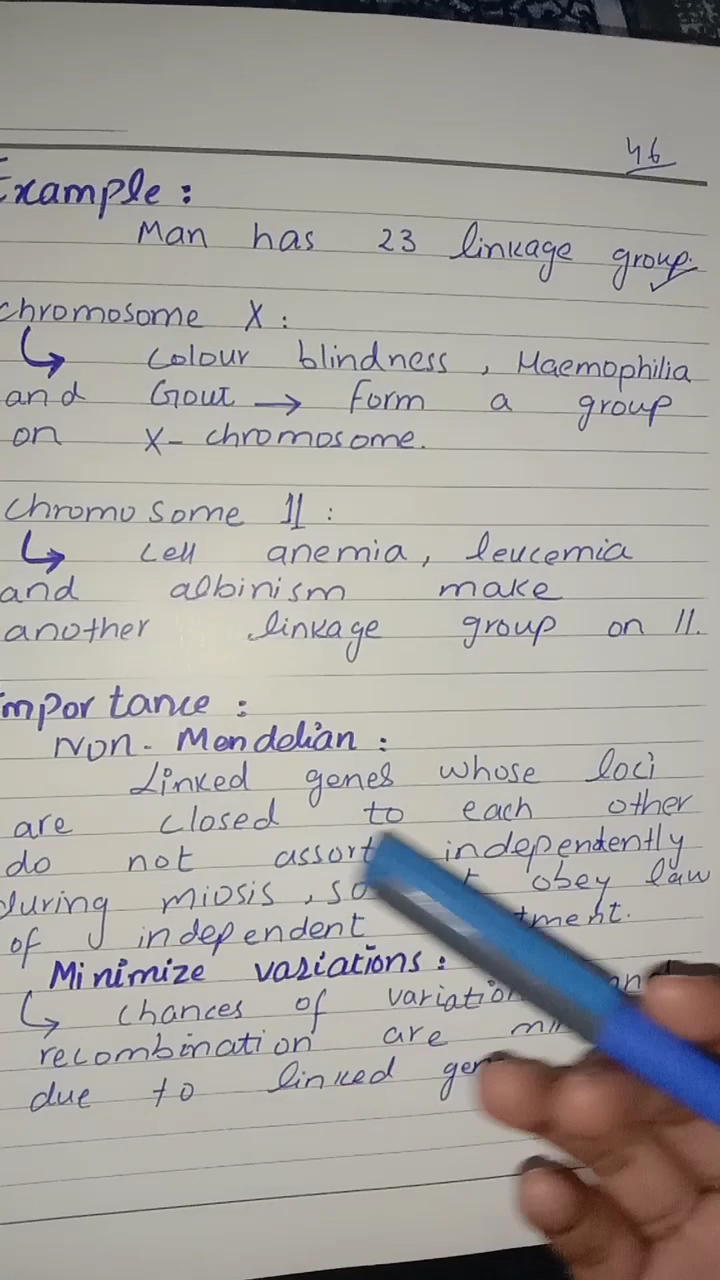 46
Example:
Man has 23 linkage group.
Chromosome X:
Colour blindness, Haemophilia
and Gout → form a group
on X-chromosome.
Chromosome 11:
Cell anemia, leucemia
and albinism make
another linkage group on 11.
Importance:
Non-Mendelian:
Linked genes whose loci
are closed to each other
do not assort independently
during miosis, so obey law
of independent
Minimize variations:
chances of
recombination are
due to linked